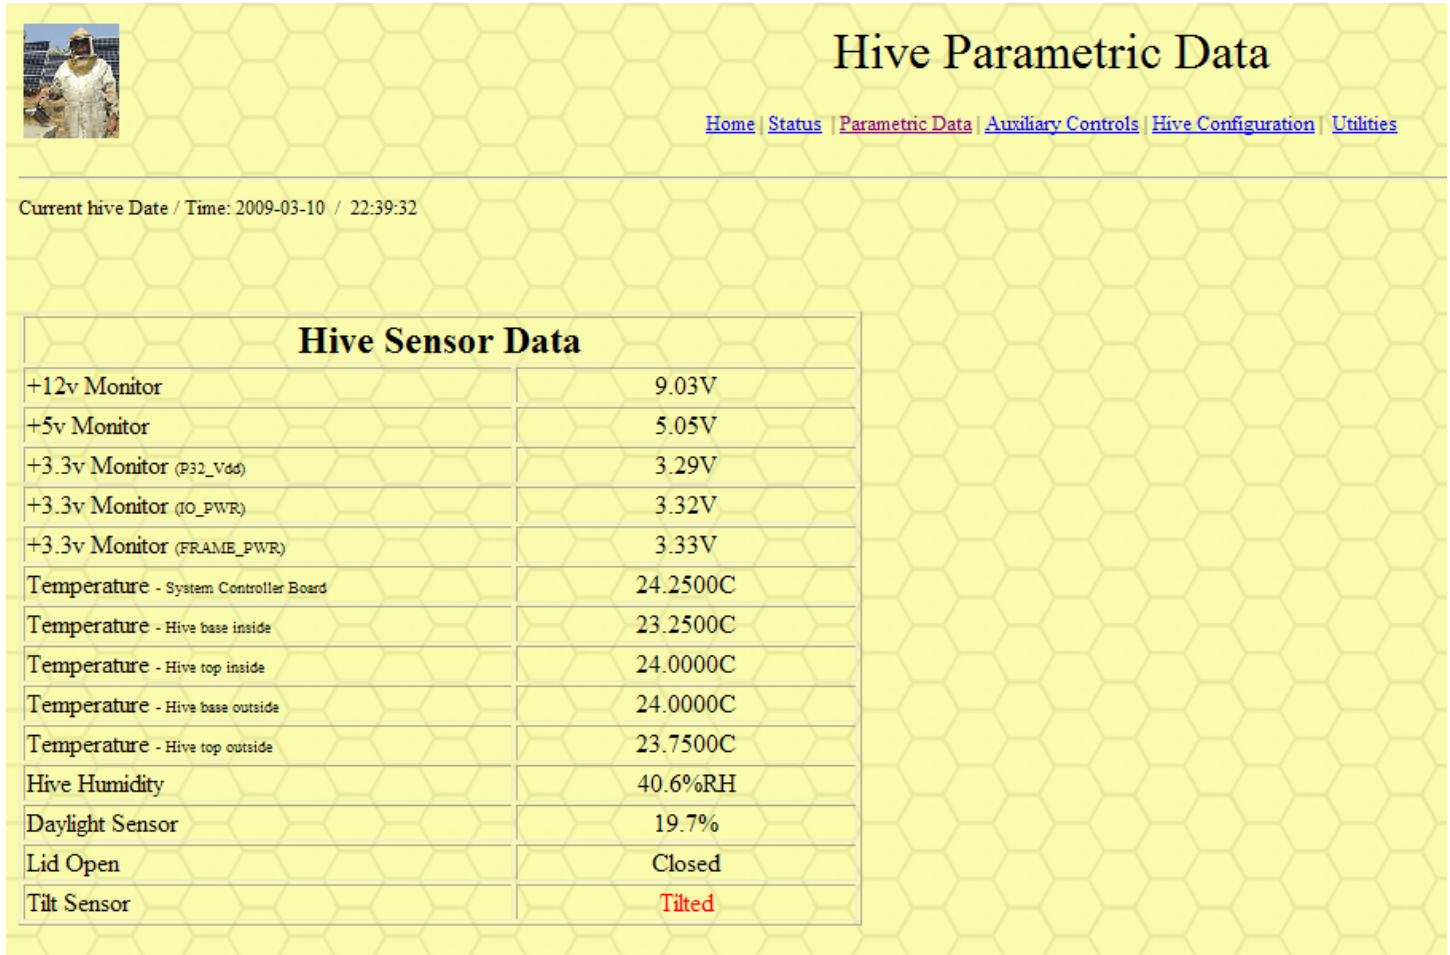 Hive Parametric Data
Home | Status | Parametric Data | Auxiliary Controls | Hive Configuration | Utilities
Current hive Date / Time: 2009-03-10 / 22:39:32
Hive Sensor Data
+12v Monitor 9.03V
+5v Monitor 5.05V
+3.3v Monitor (P32_Vdd) 3.29V
+3.3v Monitor (IO_PWR) 3.32V
+3.3v Monitor (FRAME_PWR) 3.33V
Temperature - System Controller Board 24.2500C
Temperature - Hive base inside 23.2500C
Temperature - Hive top inside 24.0000C
Temperature - Hive base outside 24.0000C
Temperature - Hive top outside 23.7500C
Hive Humidity 40.6%RH
Daylight Sensor 19.7%
Lid Open Closed
Tilt Sensor Tilted